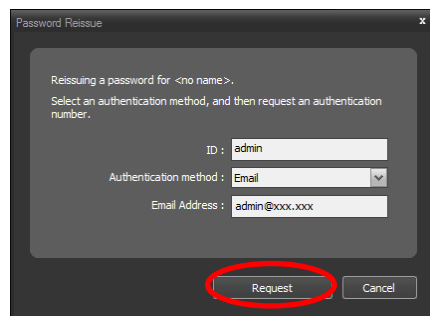 Password Reissue x
Reissuing a password for <no name>.
Select an authentication method, and then request an authentication
number.
ID : admin
Authentication method : Email
Email Address : admin@xxx.xxx
Request Cancel